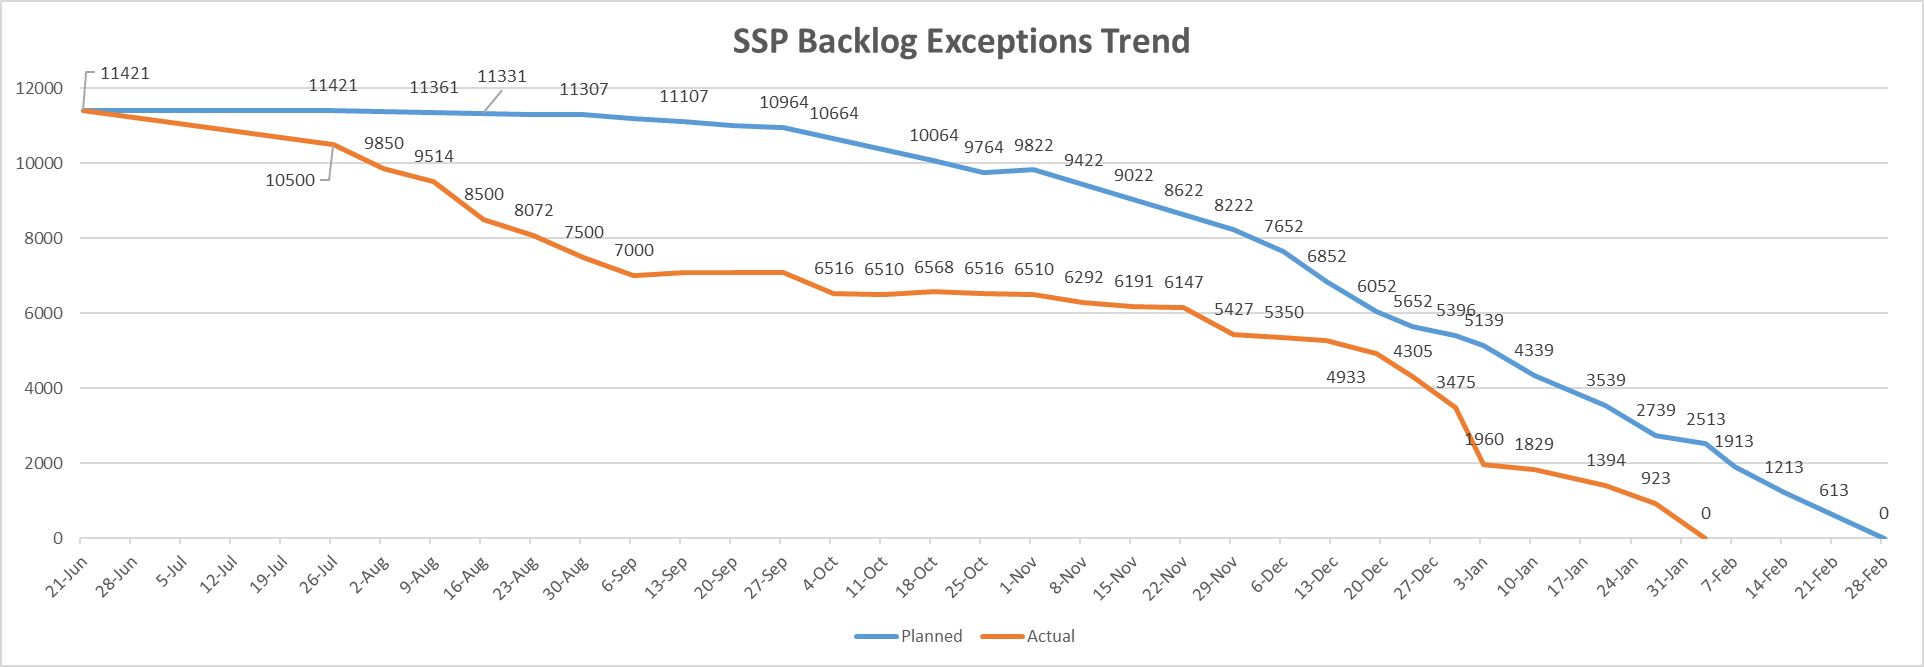 SSP Backlog Exceptions Trend
11421 11421 11361 11331 11307 11107 10964 10664 10064 9764 9822 9422 9022 8622 8222 7652 6852 6052 5652 5396 5139 4339 3539 2739 2513 1913 1213 613 0
10500 9850 9514 8500 8072 7500 7000 6516 6510 6568 6516 6510 6292 6191 6147 5427 5350 4933 4305 3475 1960 1829 1394 923 0
12000
10000
8000
6000
4000
2000
0
21-Jun 28-Jun 5-Jul 12-Jul 19-Jul 26-Jul 2-Aug 9-Aug 16-Aug 23-Aug 30-Aug 6-Sep 13-Sep 20-Sep 27-Sep 4-Oct 11-Oct 18-Oct 25-Oct 1-Nov 8-Nov 15-Nov 22-Nov 29-Nov 6-Dec 13-Dec 20-Dec 27-Dec 3-Jan 10-Jan 17-Jan 24-Jan 31-Jan 7-Feb 14-Feb 21-Feb 28-Feb
Planned Actual